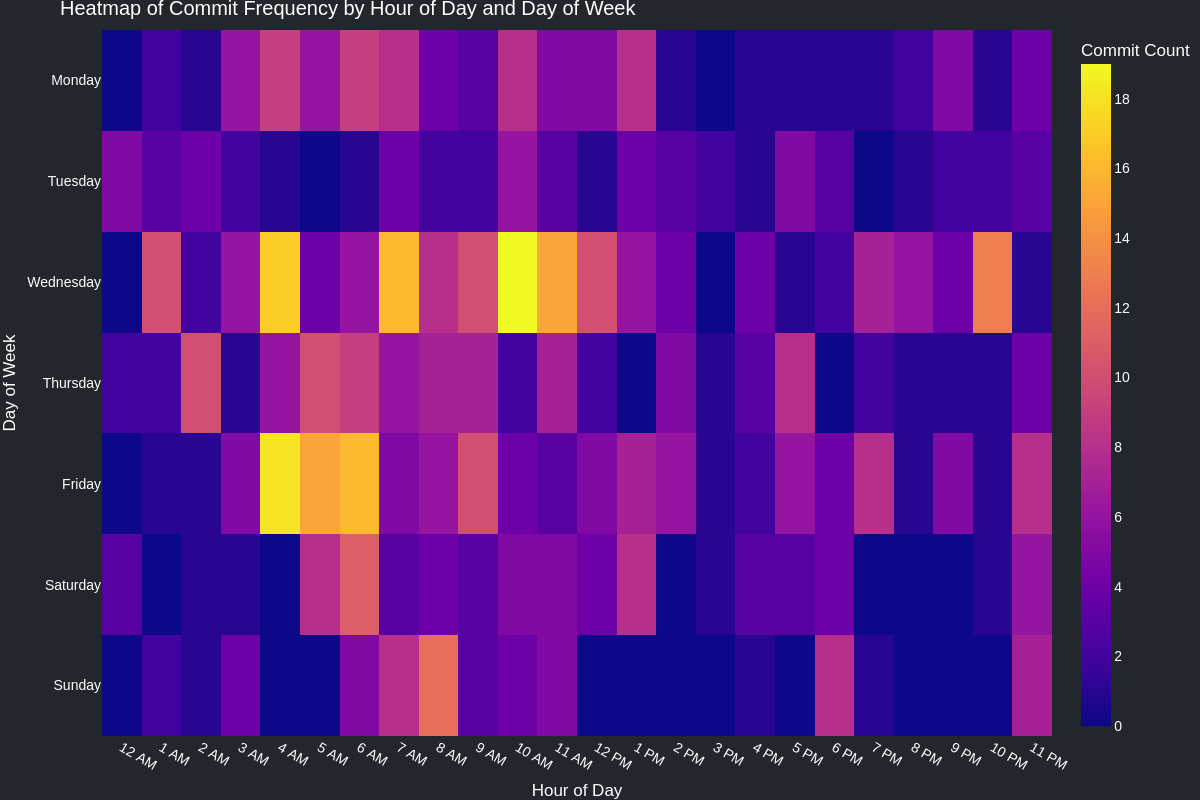 Heatmap of Commit Frequency by Hour of Day and Day of Week
Commit Count
18
16
14
12
10
8
6
4
2
0
Day of Week
Monday
Tuesday
Wednesday
Thursday
Friday
Saturday
Sunday
12 AM
1 AM
2 AM
3 AM
4 AM
5 AM
6 AM
7 AM
8 AM
9 AM
10 AM
11 AM
12 PM
1 PM
2 PM
3 PM
4 PM
5 PM
6 PM
7 PM
8 PM
9 PM
10 PM
11 PM
Hour of Day